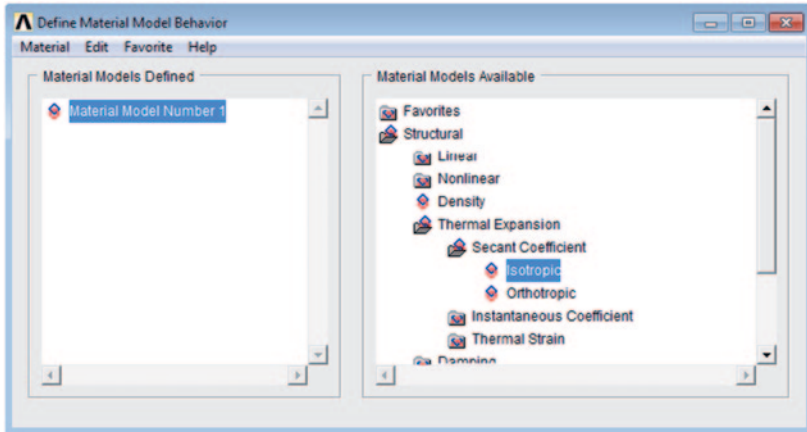 Define Material Model Behavior
Material Edit Favorite Help
Material Models Defined
Material Model Number 1
Material Models Available
Favorites
Structural
Linear
Nonlinear
Density
Thermal Expansion
Secant Coefficient
Isotropic
Orthotropic
Instantaneous Coefficient
Thermal Strain
Damping